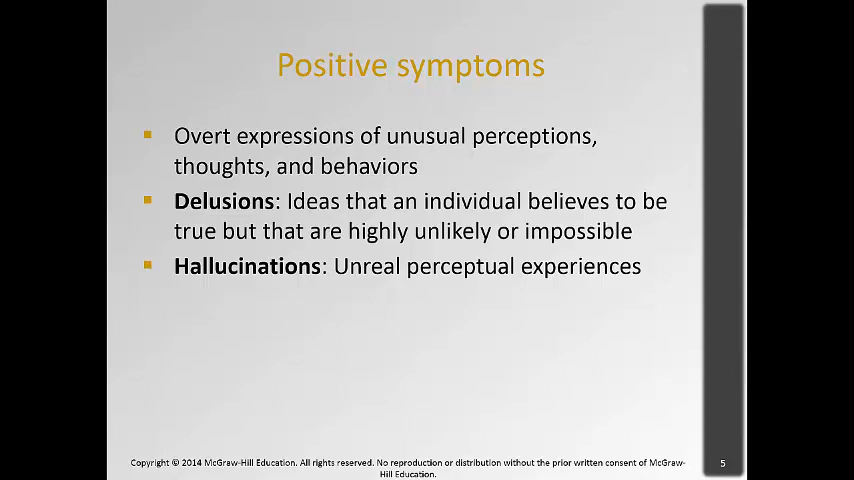 Positive symptoms
▪ Overt expressions of unusual perceptions,
thoughts, and behaviors
▪ Delusions: Ideas that an individual believes to be
true but that are highly unlikely or impossible
▪ Hallucinations: Unreal perceptual experiences
Copyright © 2014 McGraw-Hill Education. All rights reserved. No reproduction or distribution without the prior written consent of McGraw-
Hill Education.
5